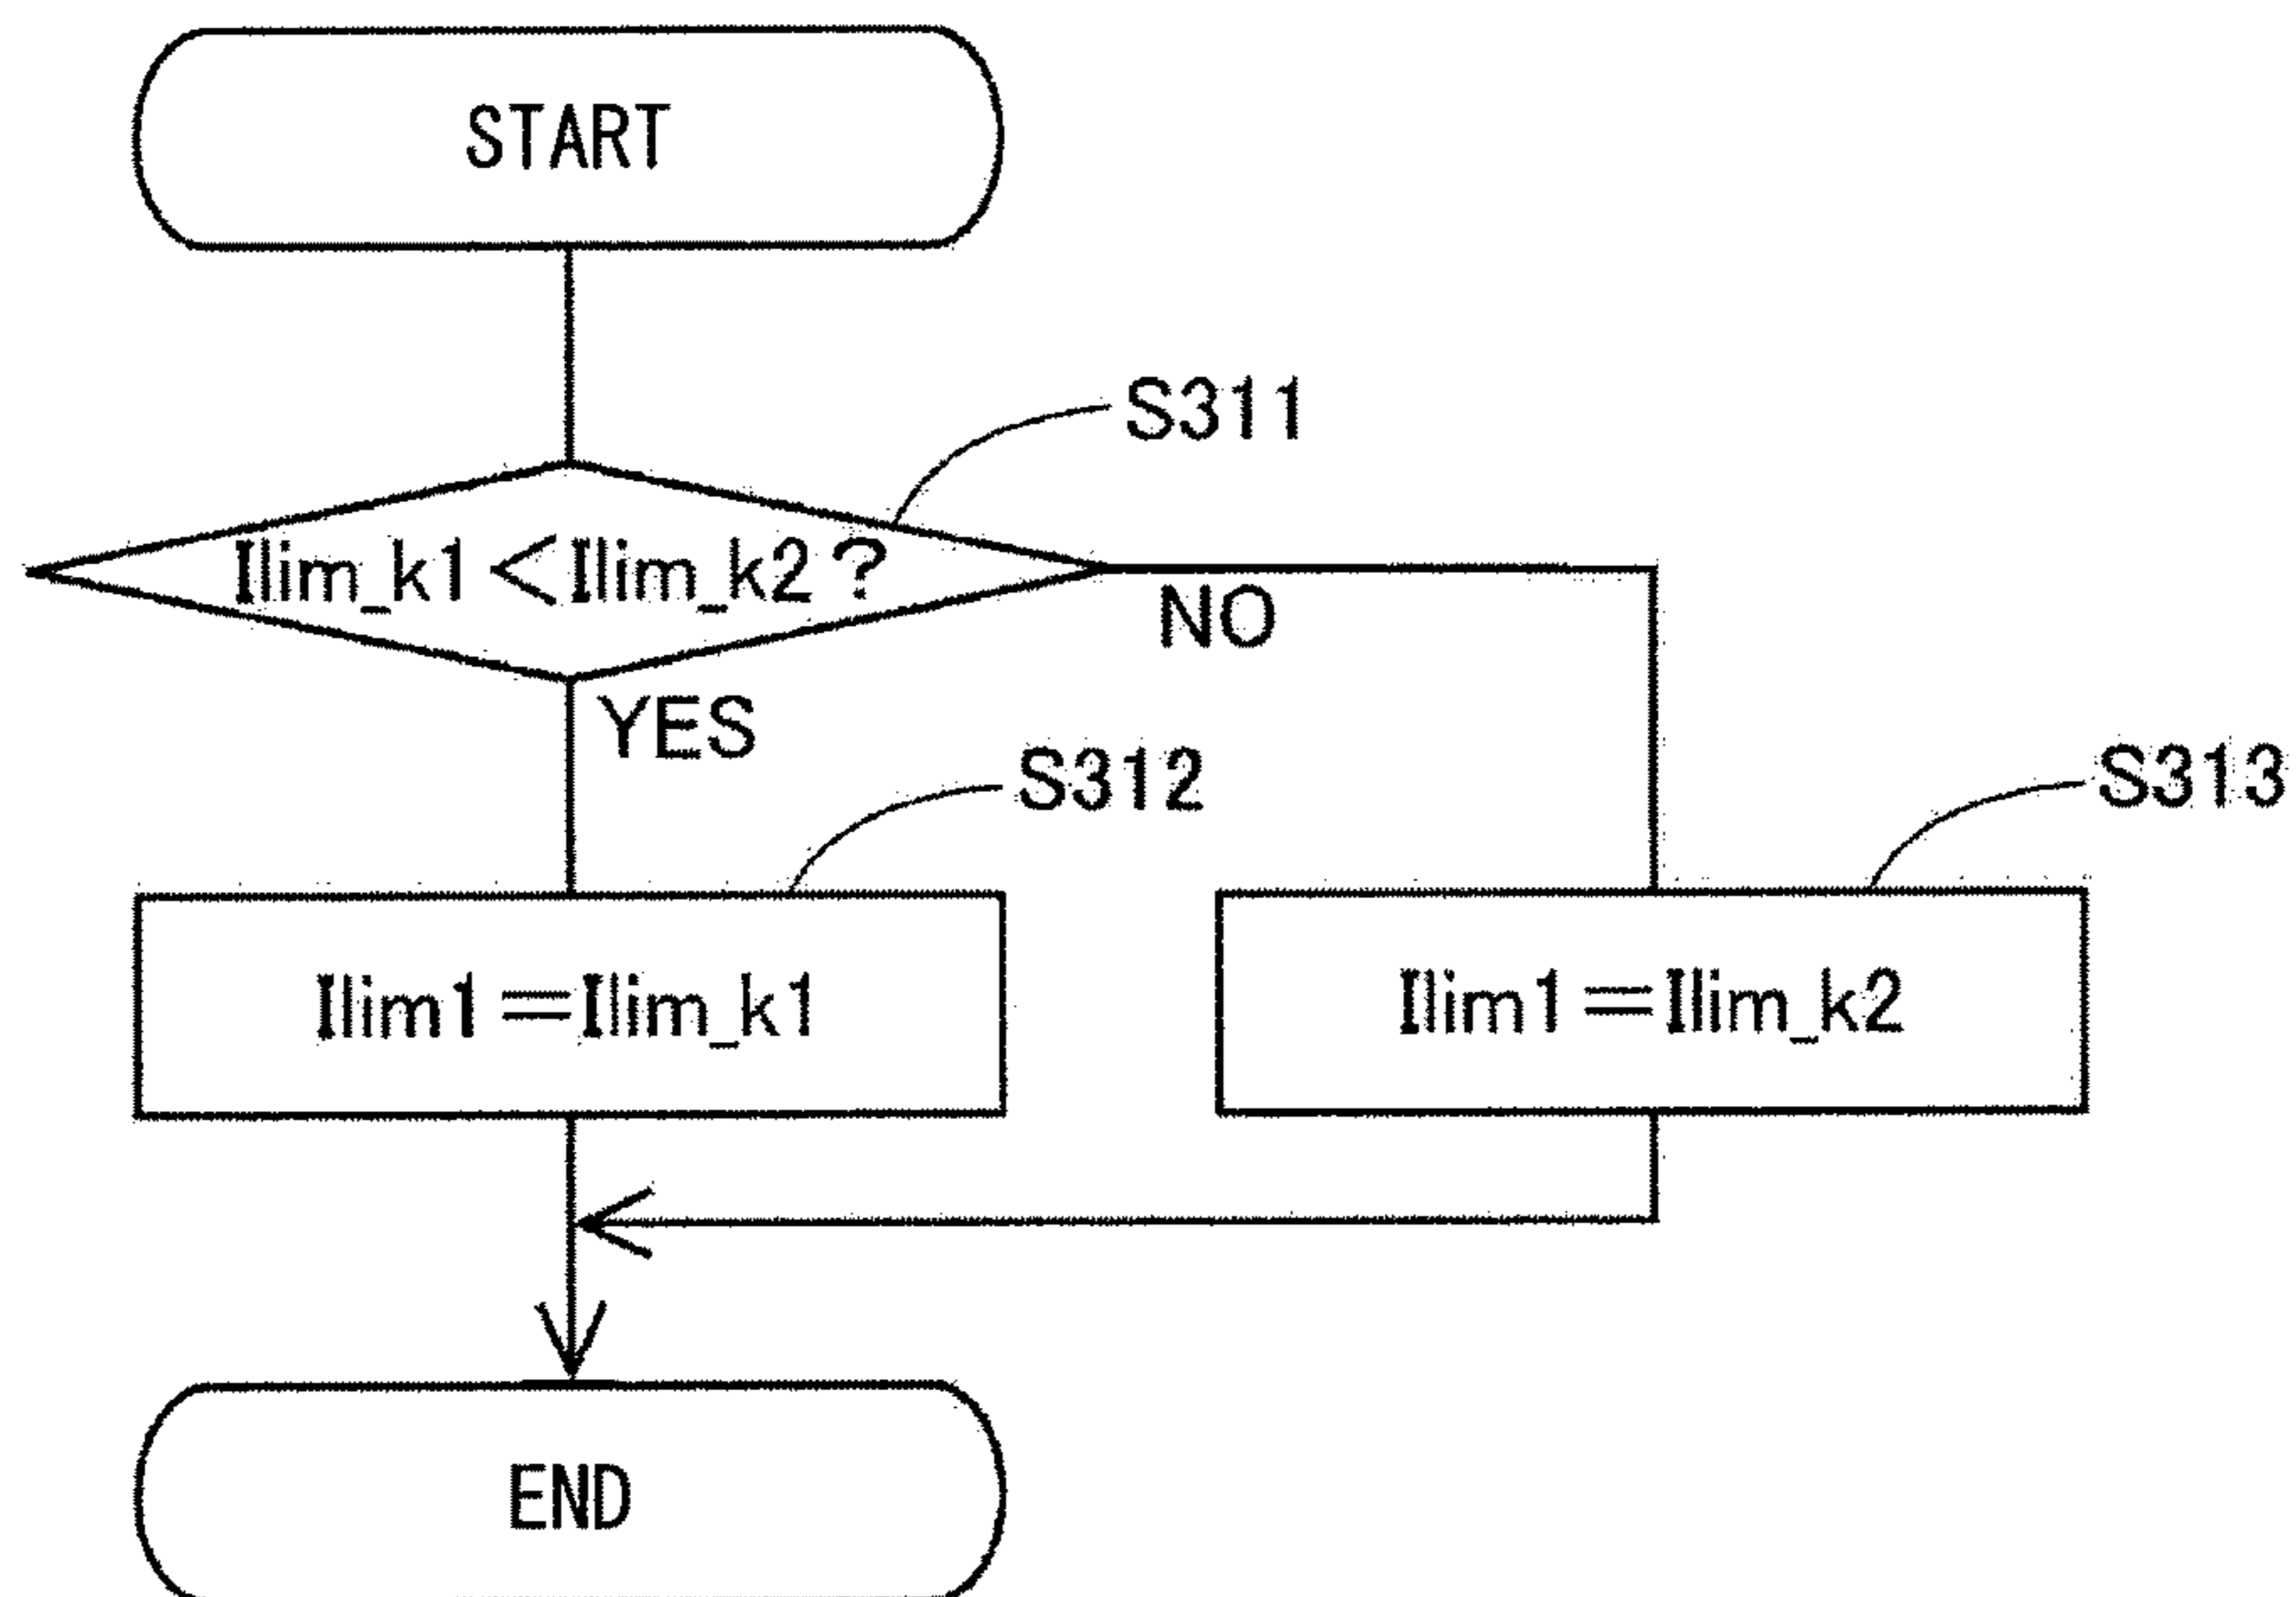 START
S311
Ilim_k1<Ilim_k2?
NO
YES
S312
S313
Ilim1=Ilim_k1
Ilim1=Ilim_k2
END